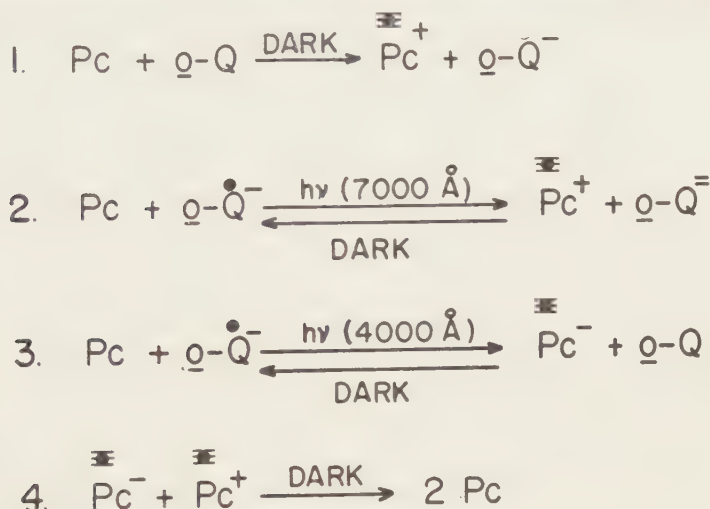 1. Pc + o-Q DARK → Pc⁺ + o-Q̇⁻
2. Pc + o-Q̇⁻ hν (7000 Å) ⇄ DARK Pc⁺ + o-Q⁼
3. Pc + o-Q̇⁻ hν (4000 Å) ⇄ DARK Pc⁻ + o-Q
4. Pc⁻ + Pc⁺ DARK → 2 Pc